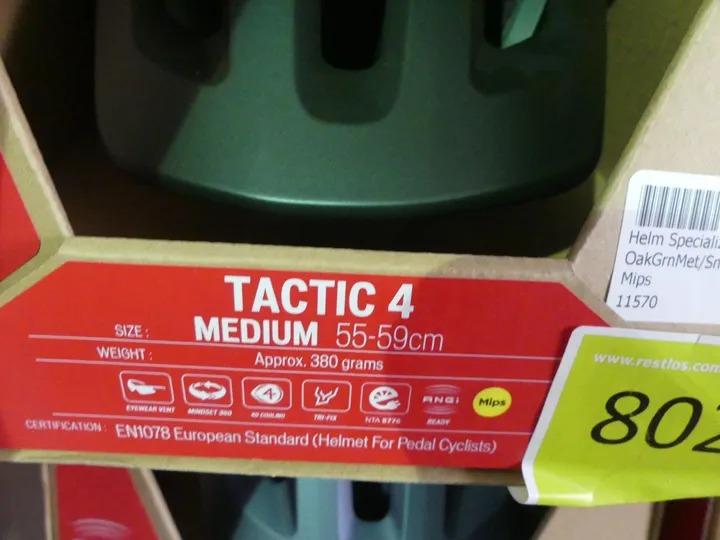 TACTIC 4
SIZE : MEDIUM 55-59cm
WEIGHT : Approx. 380 grams
EYEWEAR VENT MINDSET 360 4D COOLING TRI-FIX NTA 8776 ANGi READY Mips
CERTIFICATION : EN1078 European Standard (Helmet For Pedal Cyclists)
Helm Specializ
OakGrnMet/Sm
Mips
11570
www.restlos.com
802